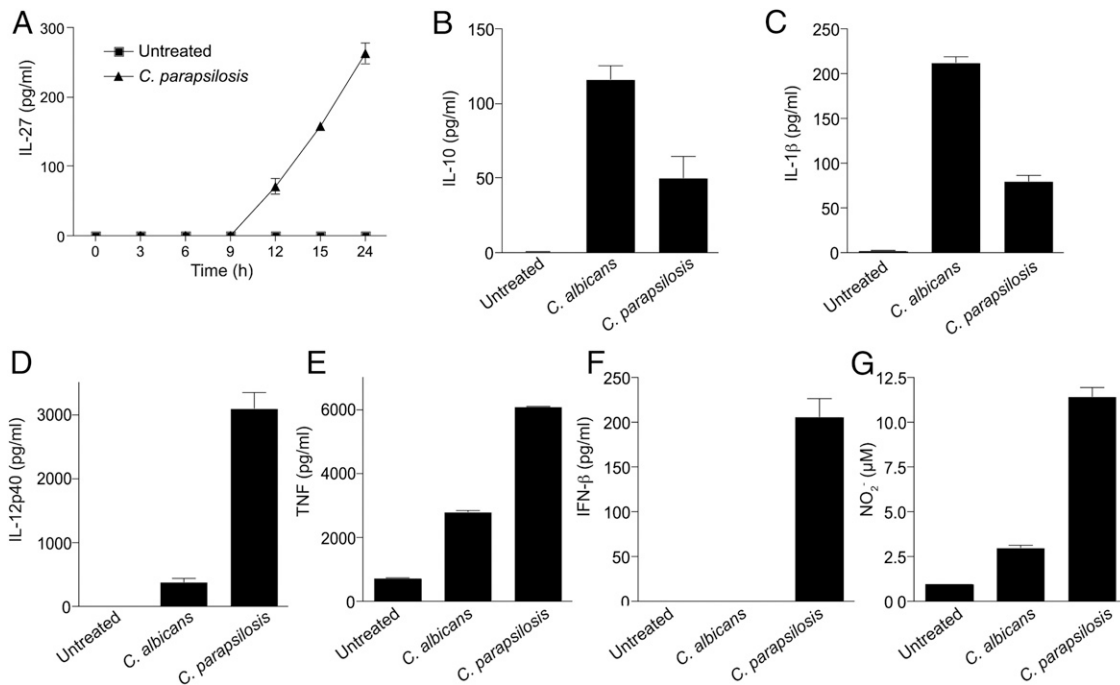 A
IL-27 (pg/ml)
300
200
100
0
Untreated
C. parapsilosis
0 3 6 9 12 15 24
Time (h)
B
IL-10 (pg/ml)
150
100
50
0
Untreated
C. albicans
C. parapsilosis
C
IL-1β (pg/ml)
250
200
150
100
50
0
Untreated
C. albicans
C. parapsilosis
D
IL-12p40 (pg/ml)
3000
2000
1000
0
Untreated
C. albicans
C. parapsilosis
E
TNF (pg/ml)
6000
4000
2000
0
Untreated
C. albicans
C. parapsilosis
F
IFN-β (pg/ml)
250
200
150
100
50
0
Untreated
C. albicans
C. parapsilosis
G
NO₂⁻ (µM)
12.5
10.0
7.5
5.0
2.5
0.0
Untreated
C. albicans
C. parapsilosis